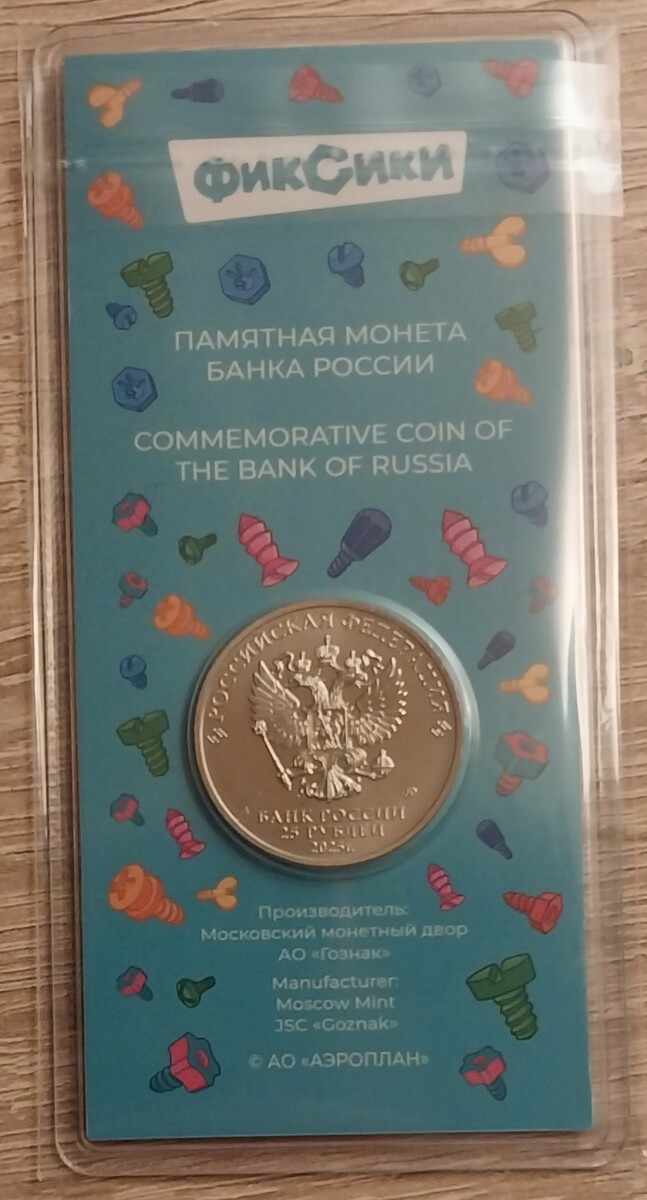 ФИКСИКИ
ПАМЯТНАЯ МОНЕТА
БАНКА РОССИИ
COMMEMORATIVE COIN OF
THE BANK OF RUSSIA
РОССИЙСКАЯ ФЕДЕРАЦИЯ
БАНК РОССИИ
25 РУБЛЕЙ
2025г.
Производитель:
Московский монетный двор
АО «Гознак»
Manufacturer:
Moscow Mint
JSC «Goznak»
© АО «АЭРОПЛАН»